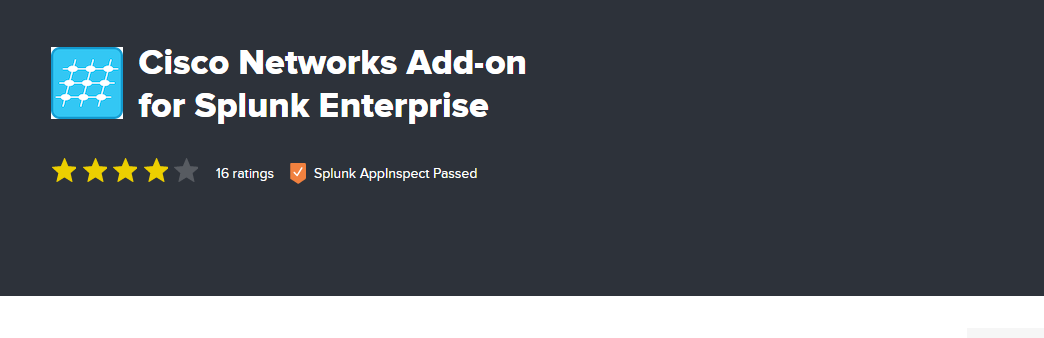 Cisco Networks Add-on
for Splunk Enterprise
16 ratings Splunk AppInspect Passed